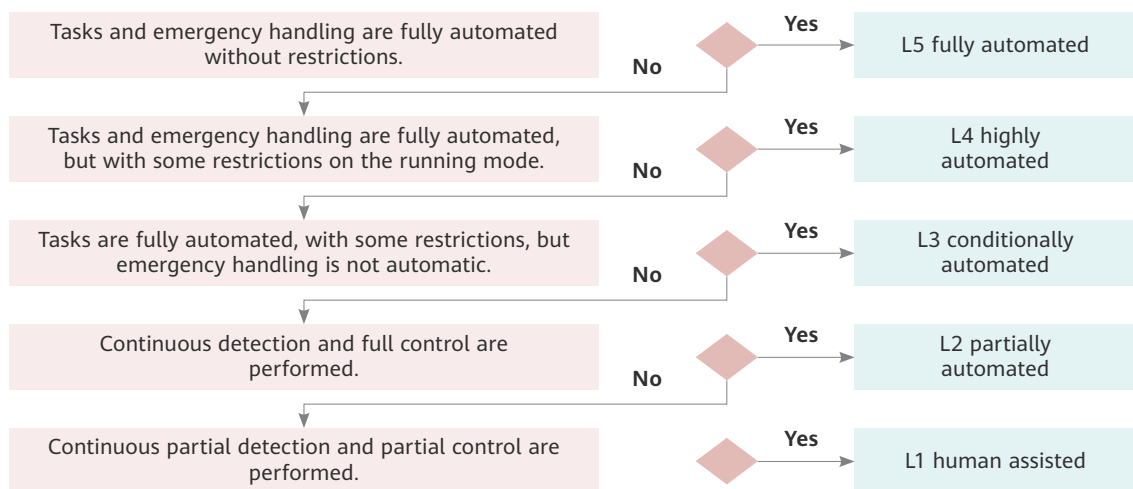 Tasks and emergency handling are fully automated
without restrictions.
Yes
L5 fully automated
No
Tasks and emergency handling are fully automated,
but with some restrictions on the running mode.
Yes
L4 highly
automated
No
Tasks are fully automated, with some restrictions, but
emergency handling is not automatic.
Yes
L3 conditionally
automated
No
Continuous detection and full control are
performed.
Yes
L2 partially
automated
No
Continuous partial detection and partial control are
performed.
Yes
L1 human assisted